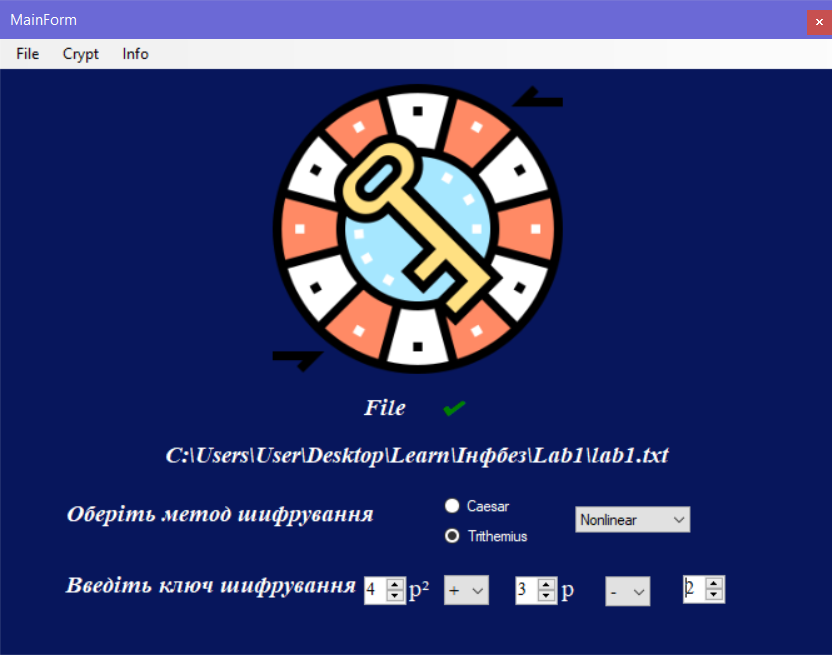 MainForm
File Crypt Info
File
C:\Users\User\Desktop\Learn\Інфбез\Lab1\lab1.txt
Оберіть метод шифрування
Caesar
Trithemius
Nonlinear
Введіть ключ шифрування 4 p² + 3 p - 2